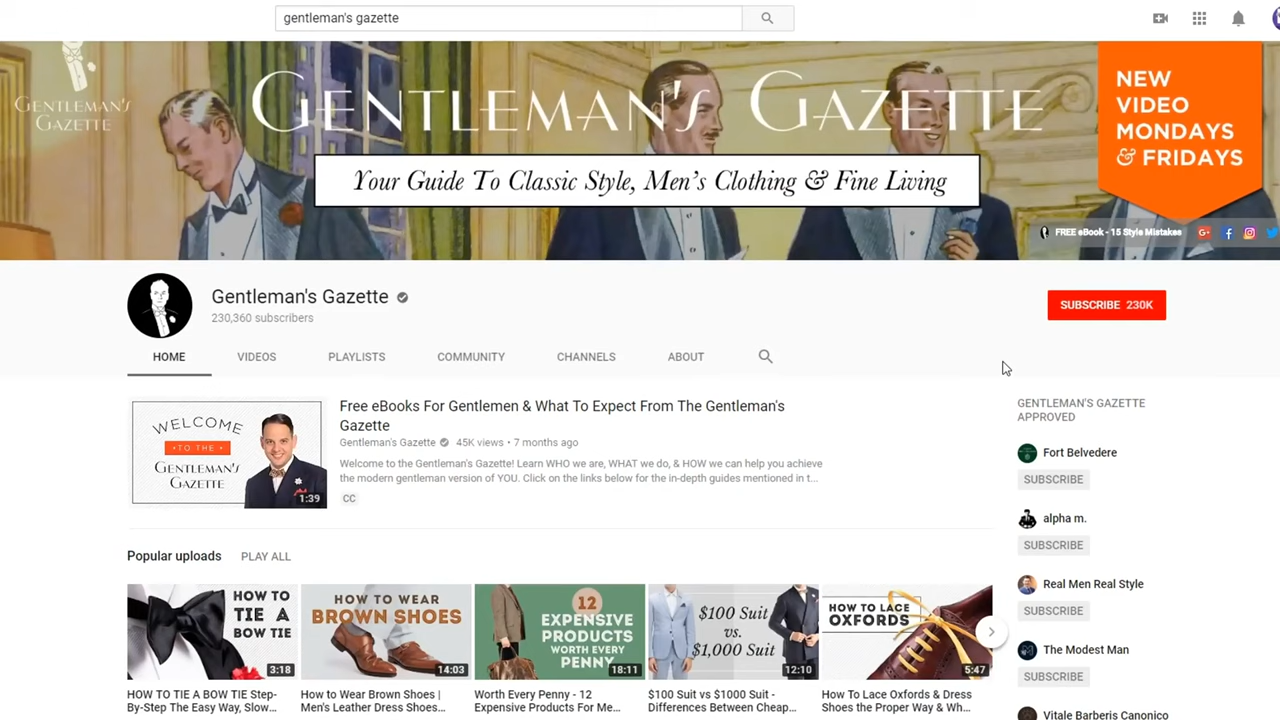 gentleman's gazette
GENTLEMAN'S
GAZETTE
GENTLEMAN'S GAZETTE
Your Guide To Classic Style, Men's Clothing & Fine Living
NEW
VIDEO
MONDAYS
& FRIDAYS
FREE eBook - 15 Style Mistakes
Gentleman's Gazette
230,360 subscribers
SUBSCRIBE 230K
HOME VIDEOS PLAYLISTS COMMUNITY CHANNELS ABOUT
WELCOME
TO THE
GENTLEMAN'S
GAZETTE
1:39
Free eBooks For Gentlemen & What To Expect From The Gentleman's
Gazette
Gentleman's Gazette 45K views • 7 months ago
Welcome to the Gentleman's Gazette! Learn WHO we are, WHAT we do, & HOW we can help you achieve
the modern gentleman version of YOU. Click on the links below for the in-depth guides mentioned in t...
CC
GENTLEMAN'S GAZETTE
APPROVED
Fort Belvedere
SUBSCRIBE
alpha m.
SUBSCRIBE
Real Men Real Style
SUBSCRIBE
The Modest Man
SUBSCRIBE
Vitale Barberis Canonico
Popular uploads PLAY ALL
HOW TO
TIE A
BOW TIE
3:18
HOW TO WEAR
BROWN SHOES
14:03
12
EXPENSIVE
PRODUCTS
WORTH EVERY
PENNY
18:11
$100 Suit
vs.
$1,000 Suit
12:10
HOW TO LACE
OXFORDS
5:47
HOW TO TIE A BOW TIE Step-
By-Step The Easy Way, Slow...
How to Wear Brown Shoes |
Men's Leather Dress Shoes...
Worth Every Penny - 12
Expensive Products For Me...
$100 Suit vs $1000 Suit -
Differences Between Cheap...
How To Lace Oxfords & Dress
Shoes the Proper Way & Wh...